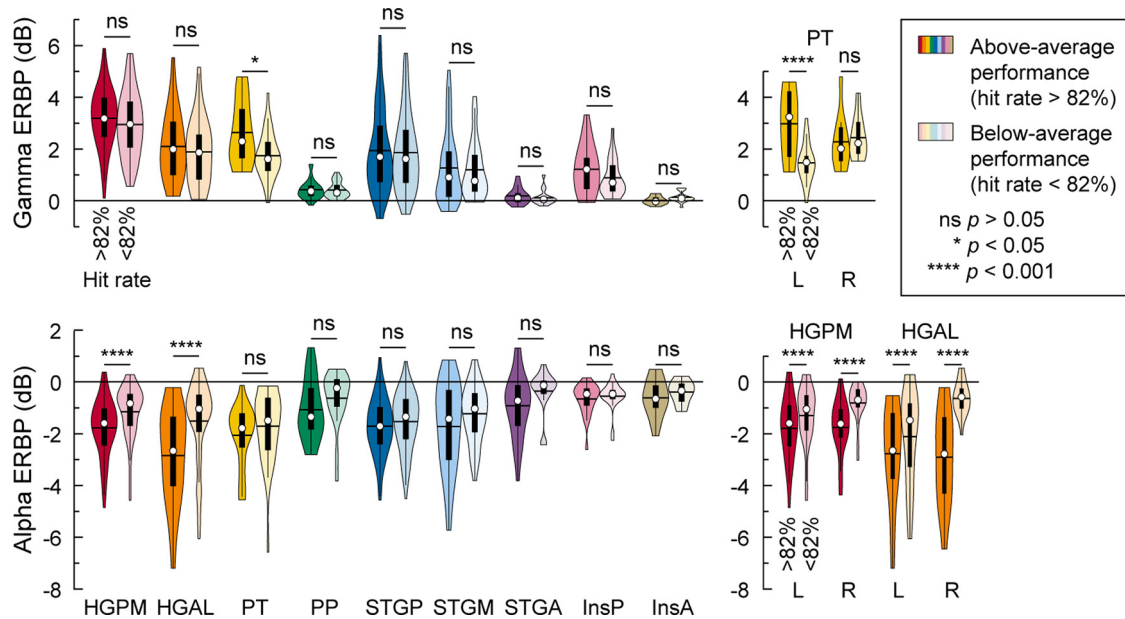 Gamma ERBP (dB)
6
4
2
0
ns
ns
*
ns
ns
ns
ns
ns
ns
>82%
<82%
Hit rate
PT
6
4
2
0
****
ns
>82%
<82%
L
R
Above-average
performance
(hit rate > 82%)
Below-average
performance
(hit rate < 82%)
ns p > 0.05
* p < 0.05
**** p < 0.001
Alpha ERBP (dB)
2
0
-2
-4
-6
-8
****
****
ns
ns
ns
ns
ns
ns
ns
HGPM
HGAL
PT
PP
STGP
STGM
STGA
InsP
InsA
HGPM
HGAL
2
0
-2
-4
-6
-8
****
****
****
****
>82%
<82%
L
R
L
R